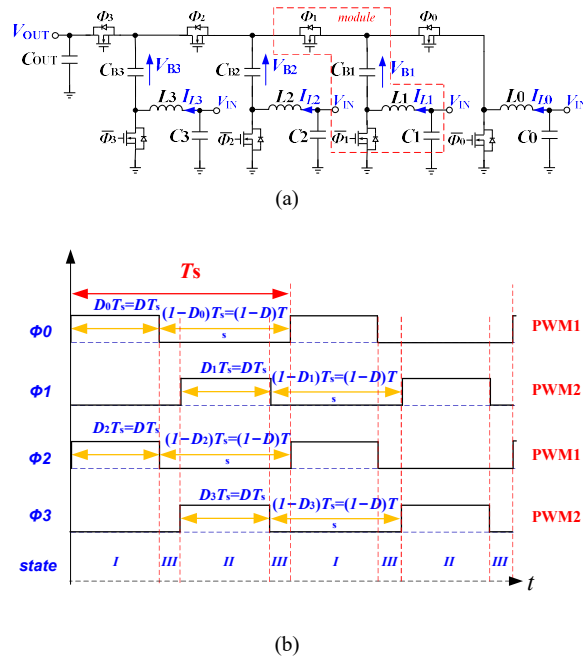 Φ3 Φ2 Φ1 module Φ0
VOUT
COUT
CB3 VB3 CB2 VB2 CB1 VB1
L3 IL3 VIN L2 IL2 VIN L1 IL1 VIN L0 IL0 VIN
Φ̅3 C3 Φ̅2 C2 Φ̅1 C1 Φ̅0 C0
(a)
Ts
D0Ts=DTs (1−D0)Ts=(1−D)T
s
Φ0 PWM1
D1Ts=DTs (1−D1)Ts=(1−D)T
s
Φ1 PWM2
D2Ts=DTs (1−D2)Ts=(1−D)T
s
Φ2 PWM1
D3Ts=DTs (1−D3)Ts=(1−D)T
s
Φ3 PWM2
state I III II III I III II III
t
(b)